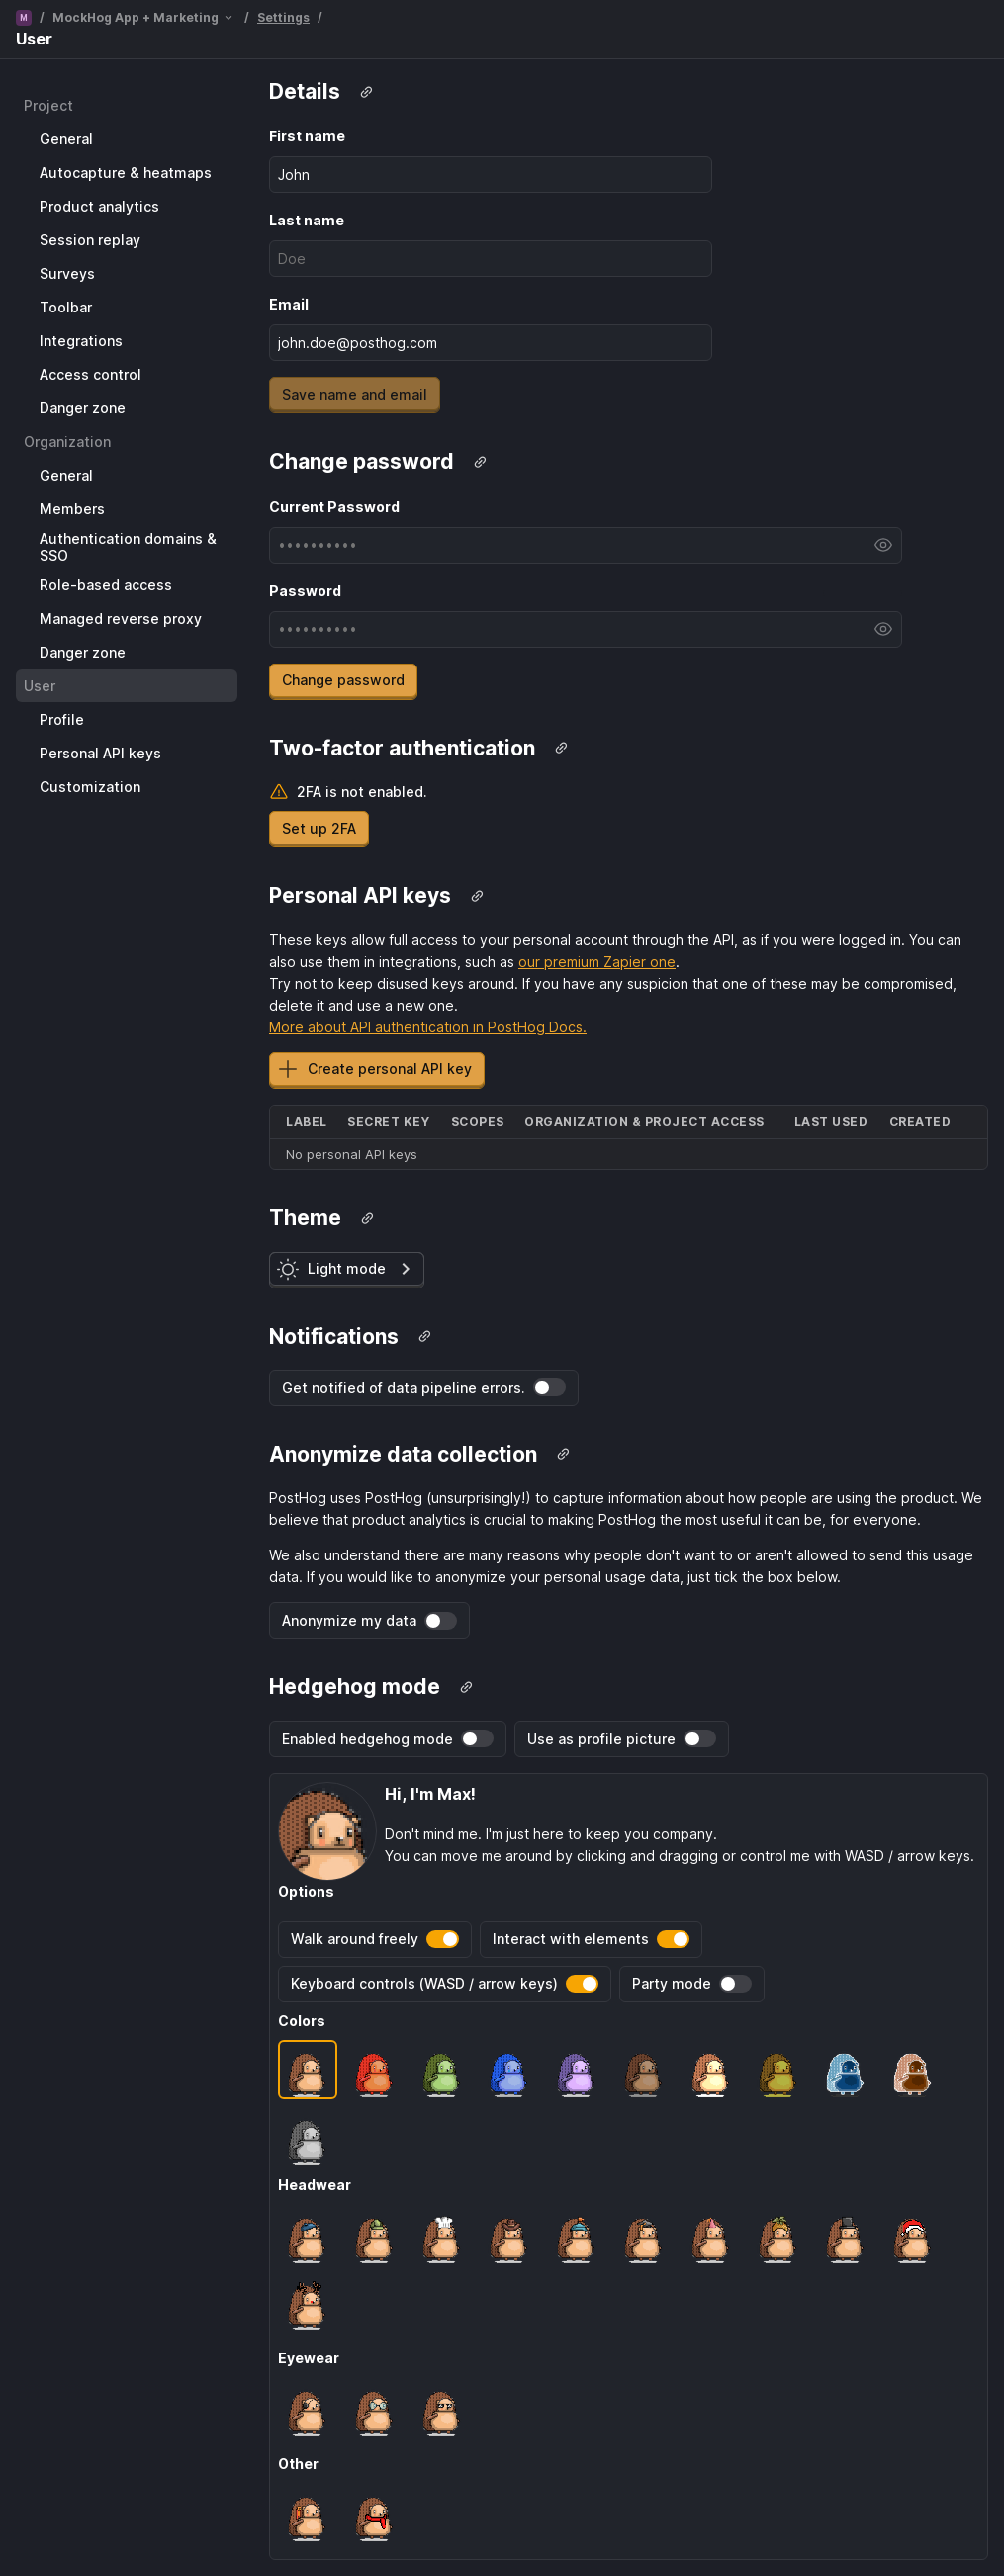 M / MockHog App + Marketing / Settings /
User
Project
General
Autocapture & heatmaps
Product analytics
Session replay
Surveys
Toolbar
Integrations
Access control
Danger zone
Organization
General
Members
Authentication domains &
SSO
Role-based access
Managed reverse proxy
Danger zone
User
Profile
Personal API keys
Customization
Details
First name
John
Last name
Doe
Email
john.doe@posthog.com
Save name and email
Change password
Current Password
••••••••••
Password
••••••••••
Change password
Two-factor authentication
2FA is not enabled.
Set up 2FA
Personal API keys
These keys allow full access to your personal account through the API, as if you were logged in. You can
also use them in integrations, such as our premium Zapier one.
Try not to keep disused keys around. If you have any suspicion that one of these may be compromised,
delete it and use a new one.
More about API authentication in PostHog Docs.
Create personal API key
LABEL SECRET KEY SCOPES ORGANIZATION & PROJECT ACCESS LAST USED CREATED
No personal API keys
Theme
Light mode
Notifications
Get notified of data pipeline errors.
Anonymize data collection
PostHog uses PostHog (unsurprisingly!) to capture information about how people are using the product. We
believe that product analytics is crucial to making PostHog the most useful it can be, for everyone.
We also understand there are many reasons why people don't want to or aren't allowed to send this usage
data. If you would like to anonymize your personal usage data, just tick the box below.
Anonymize my data
Hedgehog mode
Enabled hedgehog mode Use as profile picture
Hi, I'm Max!
Don't mind me. I'm just here to keep you company.
You can move me around by clicking and dragging or control me with WASD / arrow keys.
Options
Walk around freely Interact with elements
Keyboard controls (WASD / arrow keys) Party mode
Colors
Headwear
Eyewear
Other